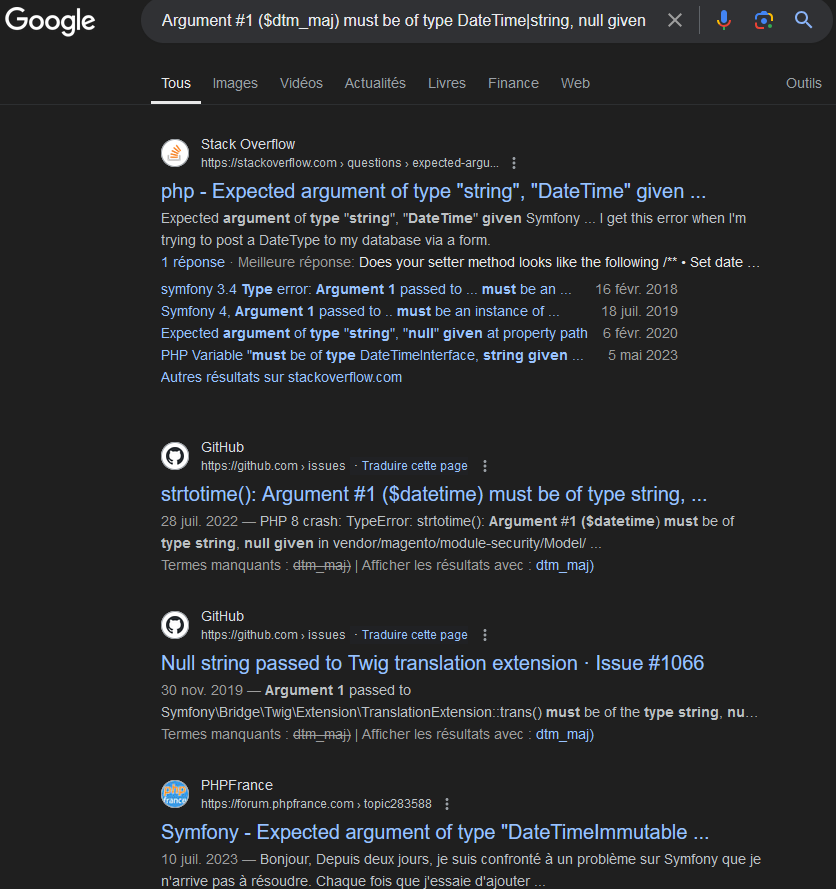 Google
Argument #1 ($dtm_maj) must be of type DateTime|string, null given
Tous Images Vidéos Actualités Livres Finance Web Outils
Stack Overflow
https://stackoverflow.com › questions › expected-argu...
php - Expected argument of type "string", "DateTime" given ...
Expected argument of type "string", "DateTime" given Symfony ... I get this error when I'm
trying to post a DateType to my database via a form.
1 réponse · Meilleure réponse: Does your setter method looks like the following /** • Set date ...
symfony 3.4 Type error: Argument 1 passed to ... must be an ... 16 févr. 2018
Symfony 4, Argument 1 passed to .. must be an instance of ... 18 juil. 2019
Expected argument of type "string", "null" given at property path 6 févr. 2020
PHP Variable "must be of type DateTimeInterface, string given ... 5 mai 2023
Autres résultats sur stackoverflow.com
GitHub
https://github.com › issues · Traduire cette page
strtotime(): Argument #1 ($datetime) must be of type string, ...
28 juil. 2022 — PHP 8 crash: TypeError: strtotime(): Argument #1 ($datetime) must be of
type string, null given in vendor/magento/module-security/Model/ ...
Termes manquants : dtm_maj) | Afficher les résultats avec : dtm_maj)
GitHub
https://github.com › issues · Traduire cette page
Null string passed to Twig translation extension · Issue #1066
30 nov. 2019 — Argument 1 passed to
Symfony\Bridge\Twig\Extension\TranslationExtension::trans() must be of the type string, nu...
Termes manquants : dtm_maj) | Afficher les résultats avec : dtm_maj)
php
france
PHPFrance
https://forum.phpfrance.com › topic283588
Symfony - Expected argument of type "DateTimeImmutable ...
10 juil. 2023 — Bonjour, Depuis deux jours, je suis confronté à un problème sur Symfony que je
n'arrive pas à résoudre. Chaque fois que j'essaie d'ajouter ...